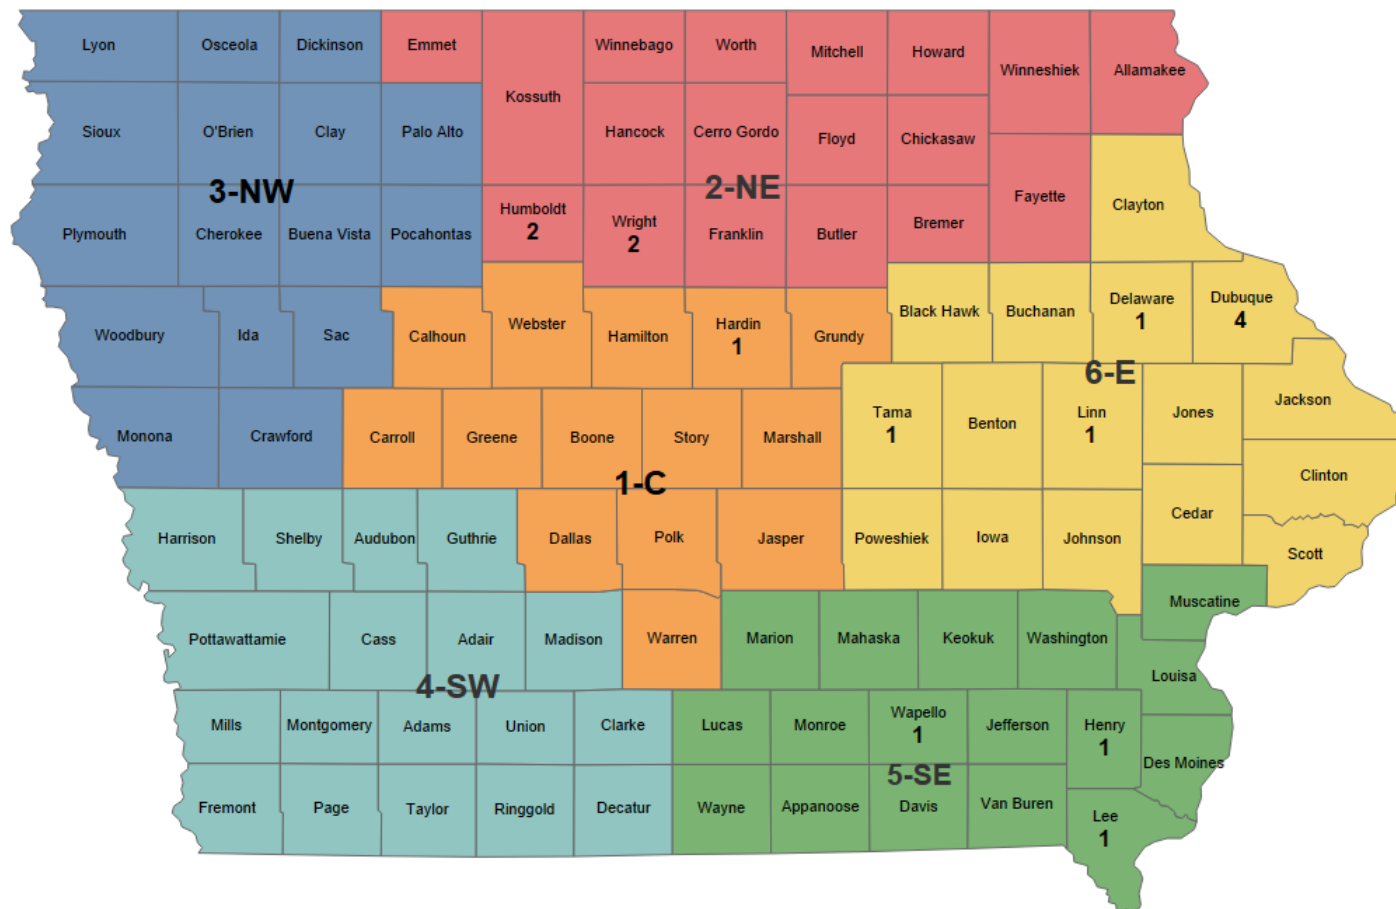 Lyon
Osceola
Dickinson
Emmet
Kossuth
Winnebago
Worth
Mitchell
Howard
Winneshiek
Allamakee
Sioux
O'Brien
Clay
Palo Alto
Hancock
Cerro Gordo
Floyd
Chickasaw
3-NW
2-NE
Plymouth
Cherokee
Buena Vista
Pocahontas
Humboldt
2
Wright
2
Franklin
Butler
Bremer
Fayette
Clayton
Woodbury
Ida
Sac
Calhoun
Webster
Hamilton
Hardin
1
Grundy
Black Hawk
Buchanan
Delaware
1
Dubuque
4
6-E
Monona
Crawford
Carroll
Greene
Boone
Story
Marshall
Tama
1
Benton
Linn
1
Jones
Jackson
Clinton
1-C
Harrison
Shelby
Audubon
Guthrie
Dallas
Polk
Jasper
Poweshiek
Iowa
Johnson
Cedar
Scott
Muscatine
Pottawattamie
Cass
Adair
Madison
Warren
Marion
Mahaska
Keokuk
Washington
Louisa
4-SW
Mills
Montgomery
Adams
Union
Clarke
Lucas
Monroe
Wapello
1
Jefferson
Henry
1
Des Moines
5-SE
Fremont
Page
Taylor
Ringgold
Decatur
Wayne
Appanoose
Davis
Van Buren
Lee
1